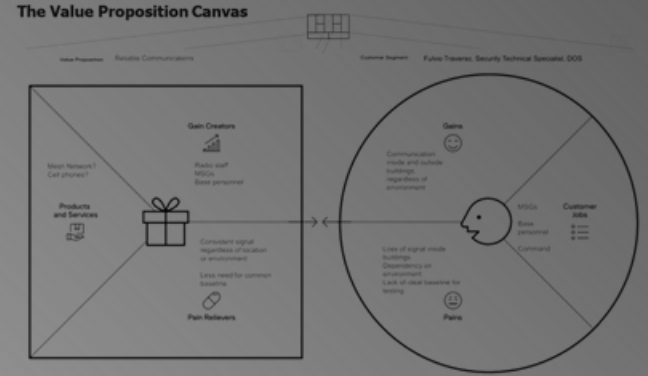 The Value Proposition Canvas
Value Proposition Reliable Communications
Customer Segment Fulvio Traverso, Security Technical Specialist, DOS
Gain Creators
Radio staff
MSGs
Base personnel
Mesh Network?
Cell phones?
Products
and Services
Consistent signal
regardless of location
or environment
Less need for common
baseline
Pain Relievers
Gains
Communication
inside and outside
buildings,
regardless of
environment
MSGs
Base
personnel
Command
Customer
Jobs
Loss of signal inside
buildings
Dependency on
environment
Lack of ideal baseline for
testing
Pains